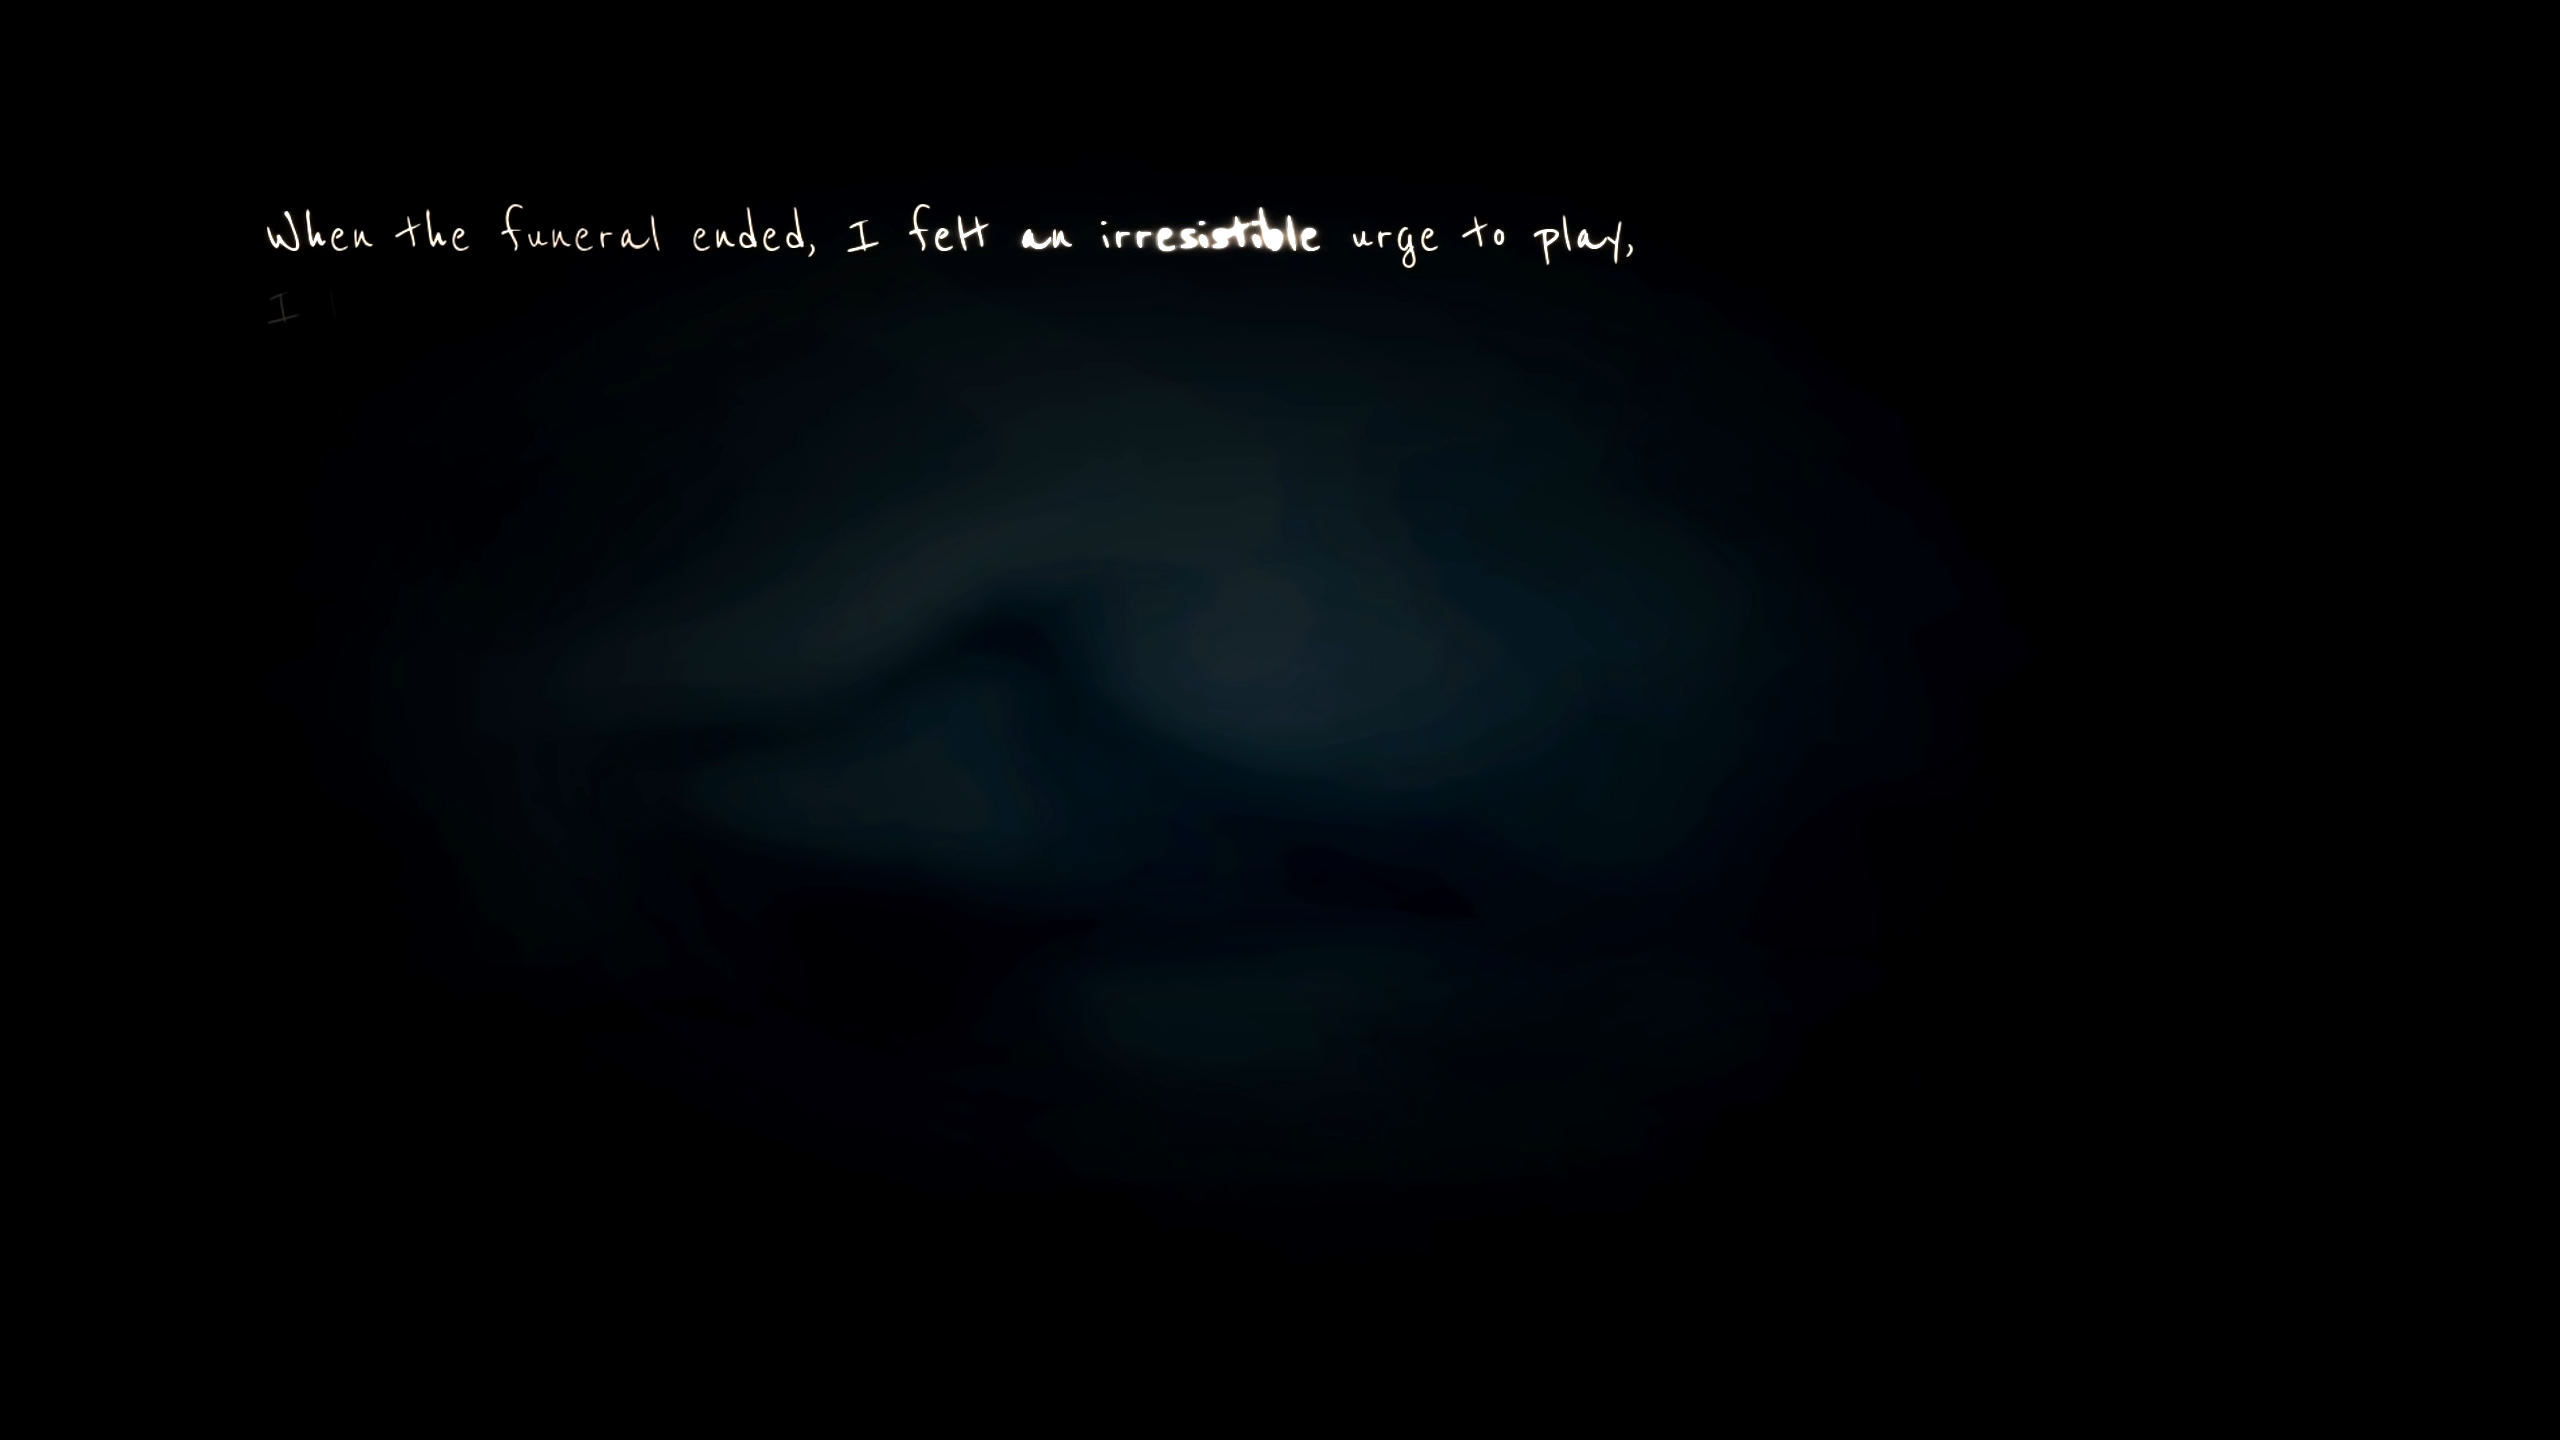 When the funeral ended, I felt an irresistible urge to play,
I